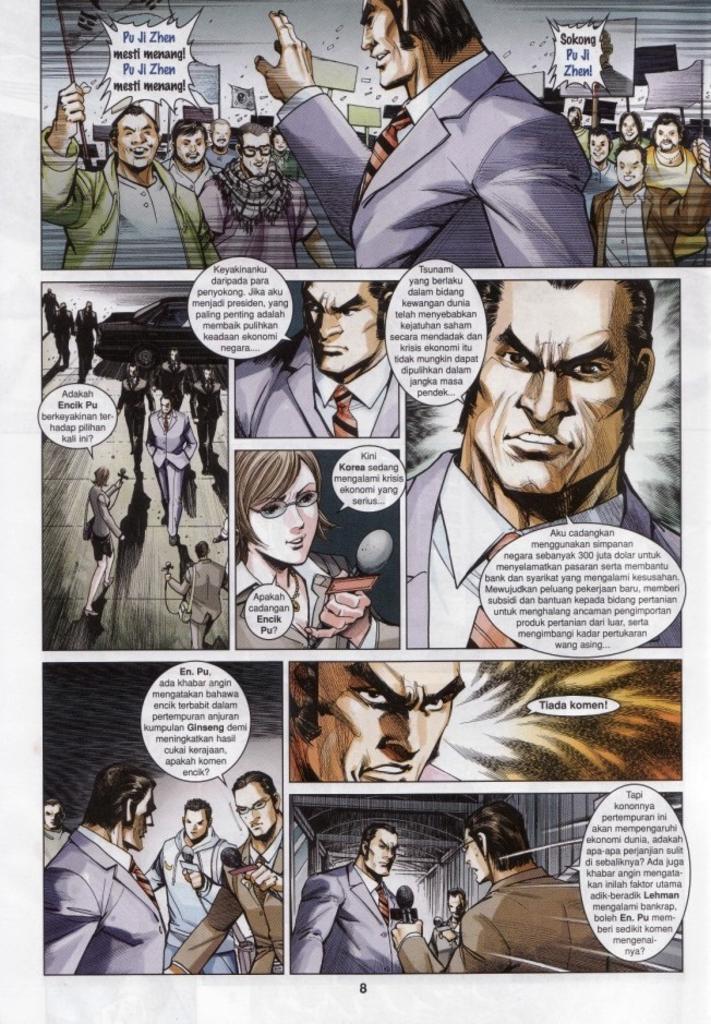 Pu Ji Zhen
mesti menang!
Pu Ji Zhen
mesti menang!
Sokong
Pu Ji
Zhen!
Adakah
Encik Pu
berkeyakinan ter-
hadap pilihan
kali ini?
Keyakinanku
daripada para
penyokong. Jika aku
menjadi presiden, yang
paling penting adalah
membaik pulihkan
keadaan ekonomi
negara....
Kini
Korea sedang
mengalami krisis
ekonomi yang
serius...
Apakah
cadangan
Encik
Pu?
Tsunami
yang berlaku
dalam bidang
kewangan dunia
telah menyebabkan
kejatuhan saham
secara mendadak dan
krisis ekonomi itu
tidak mungkin dapat
dipulihkan dalam
jangka masa
pendek...
Aku cadangkan
menggunakan simpanan
negara sebanyak 300 juta dolar untuk
menyelamatkan pasaran serta membantu
bank dan syarikat yang mengalami kesusahan.
Mewujudkan peluang pekerjaan baru, memberi
subsidi dan bantuan kepada bidang pertanian
untuk menghalang ancaman pengimportan
produk pertanian dari luar, serta
mengimbangi kadar pertukaran
wang asing...
En. Pu,
ada khabar angin
mengatakan bahawa
encik terbabit dalam
pertempuran anjuran
kumpulan Ginseng demi
meningkatkan hasil
cukai kerajaan,
apakah komen
encik?
Tiada komen!
Tapi
kononnya
pertempuran ini
akan mempengaruhi
ekonomi dunia, adakah
apa-apa perjanjian sulit
di sebaliknya? Ada juga
khabar angin mengatakan
bahawa inilah faktor utama
adik-beradik Lehman
mengalami bankrap,
boleh En. Pu mem-
beri sedikit komen
mengenai-
nya?
8